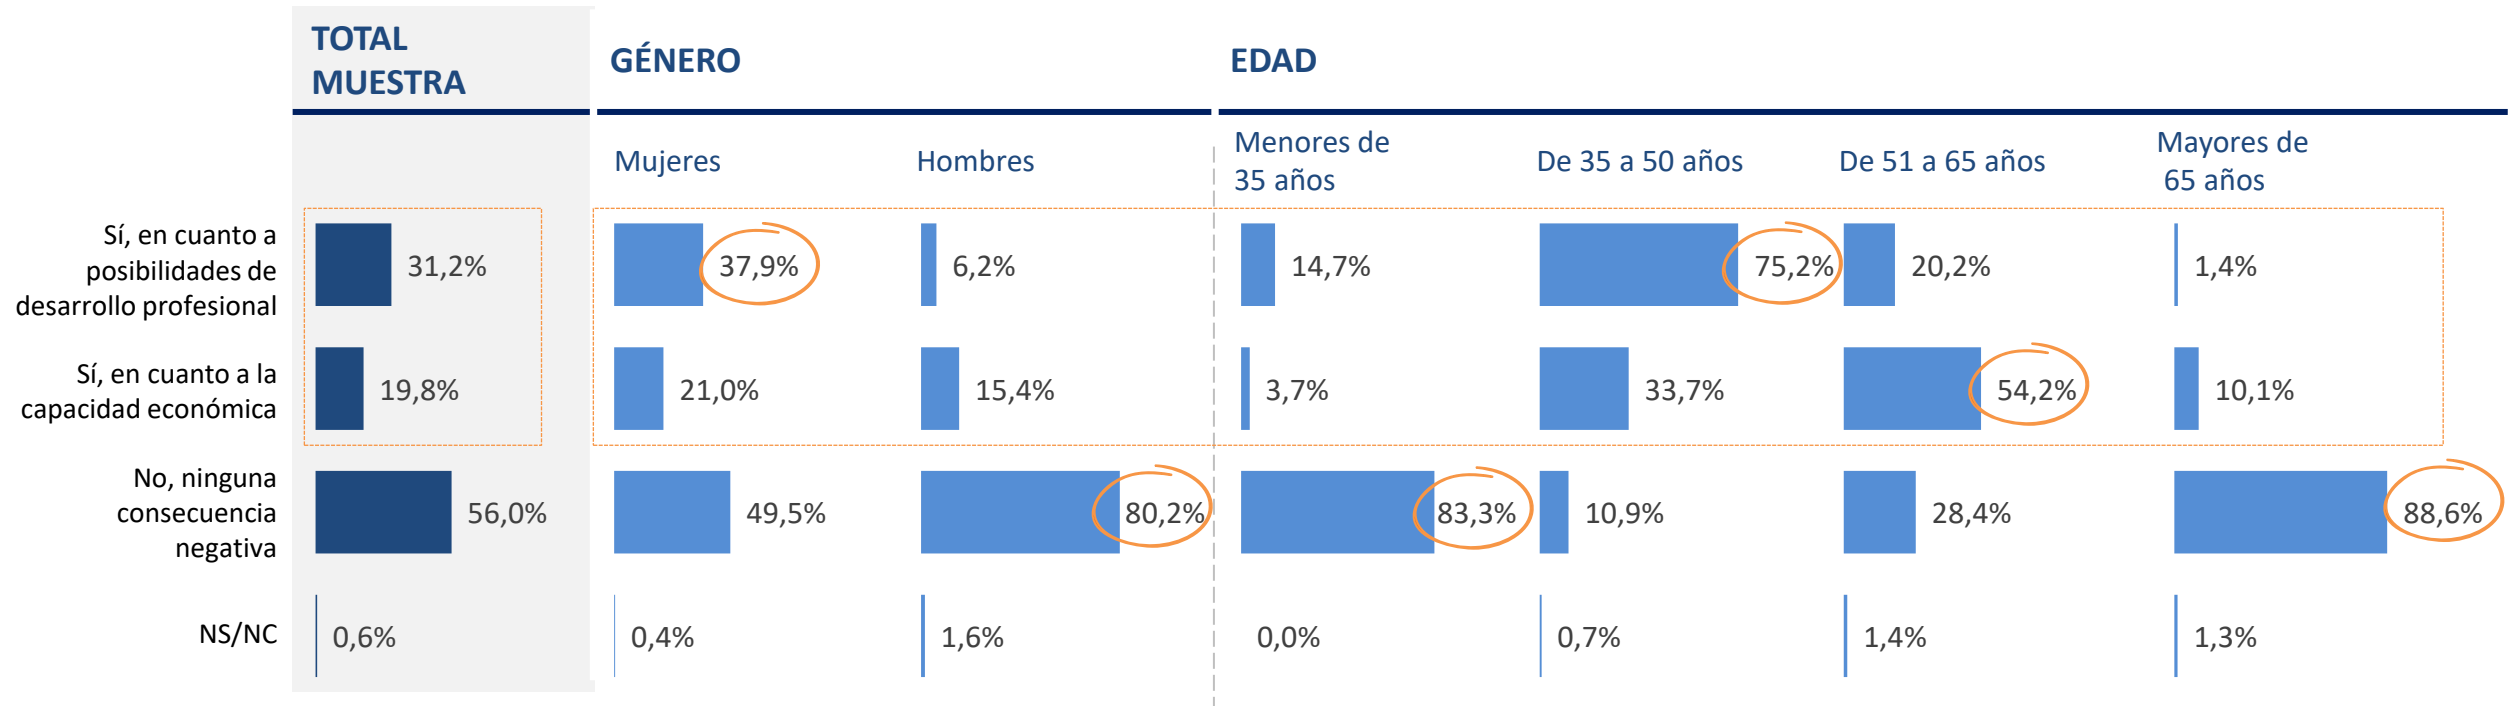 TOTAL
MUESTRA
GÉNERO
EDAD
Mujeres
Hombres
Menores de
35 años
De 35 a 50 años
De 51 a 65 años
Mayores de
65 años
Sí, en cuanto a
posibilidades de
desarrollo profesional
31,2%
37,9%
6,2%
14,7%
75,2%
20,2%
1,4%
Sí, en cuanto a la
capacidad económica
19,8%
21,0%
15,4%
3,7%
33,7%
54,2%
10,1%
No, ninguna
consecuencia
negativa
56,0%
49,5%
80,2%
83,3%
10,9%
28,4%
88,6%
NS/NC
0,6%
0,4%
1,6%
0,0%
0,7%
1,4%
1,3%